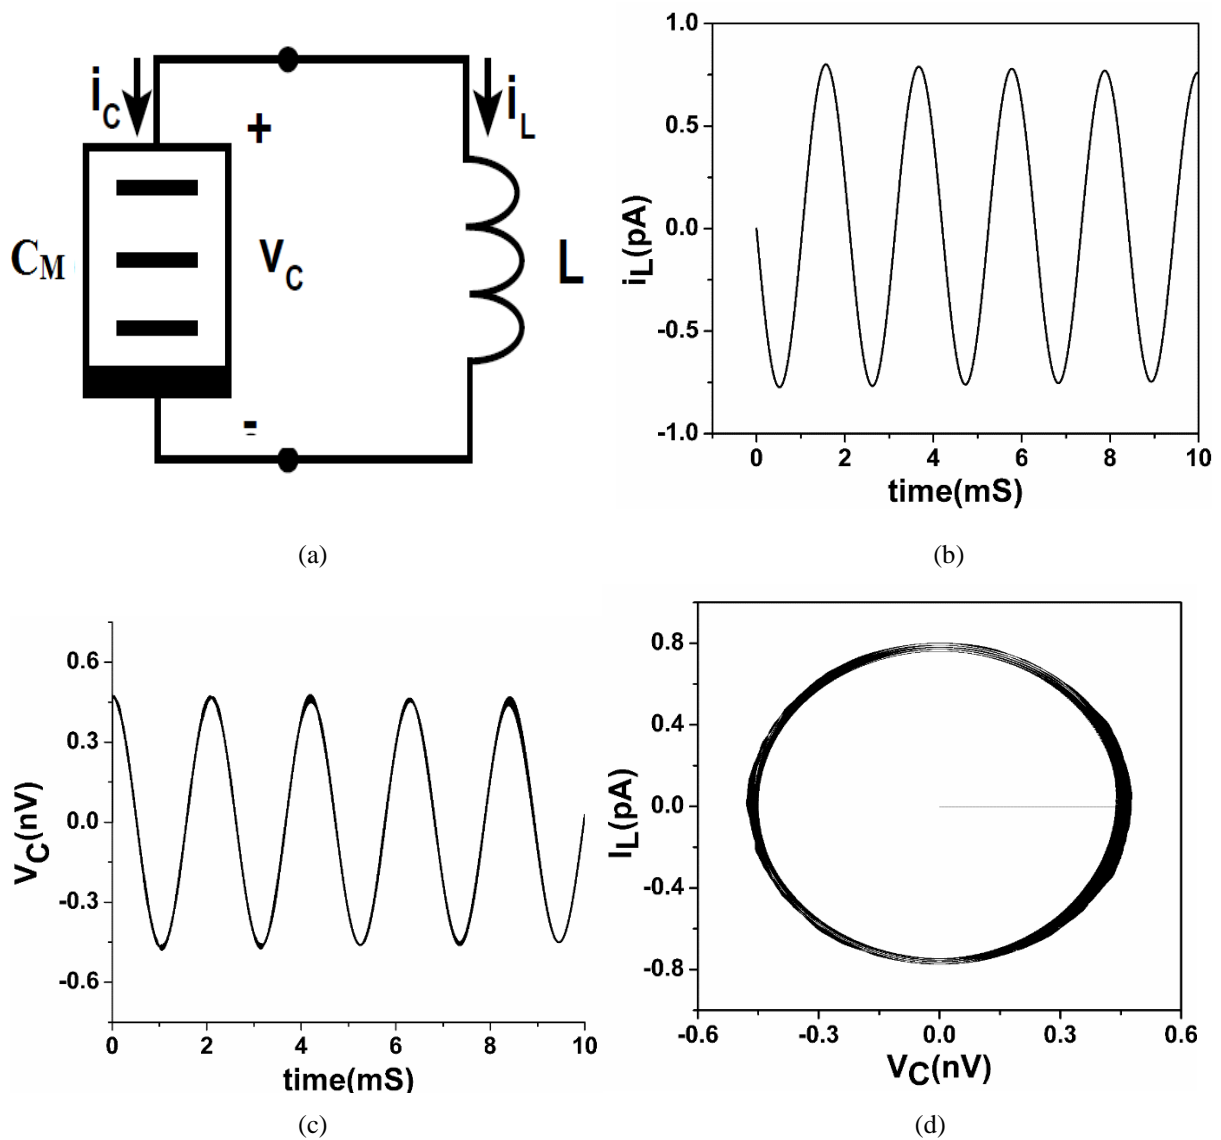 i_C
i_L
+
C_M
V_C
L
-
(a)
1.0
0.5
0.0
-0.5
-1.0
i_L(pA)
0 2 4 6 8 10
time(mS)
(b)
0.6
0.3
0.0
-0.3
-0.6
V_C(nV)
0 2 4 6 8 10
time(mS)
(c)
0.8
0.4
0.0
-0.4
-0.8
I_L(pA)
-0.6 -0.3 0.0 0.3 0.6
V_C(nV)
(d)